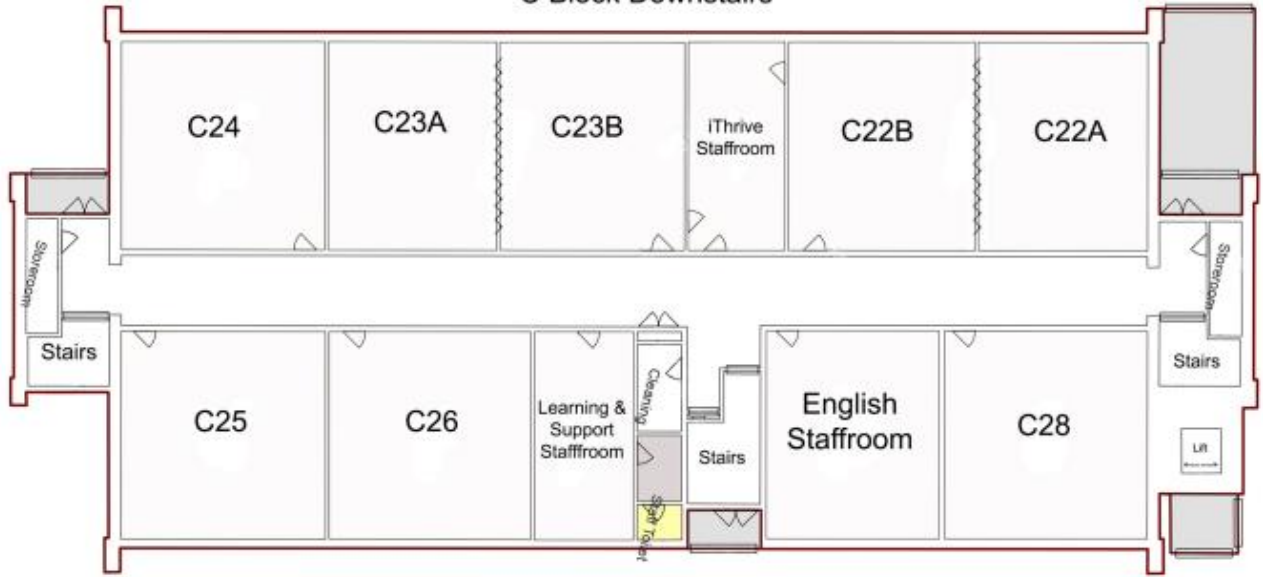 C Block Downstairs
C24
C23A
C23B
iThrive
Staffroom
C22B
C22A
Storeroom
Storeroom
Stairs
Stairs
C25
C26
Learning &
Support
Stafffroom
Cleaning
Stairs
English
Staffroom
C28
Lift
Staff Toilet